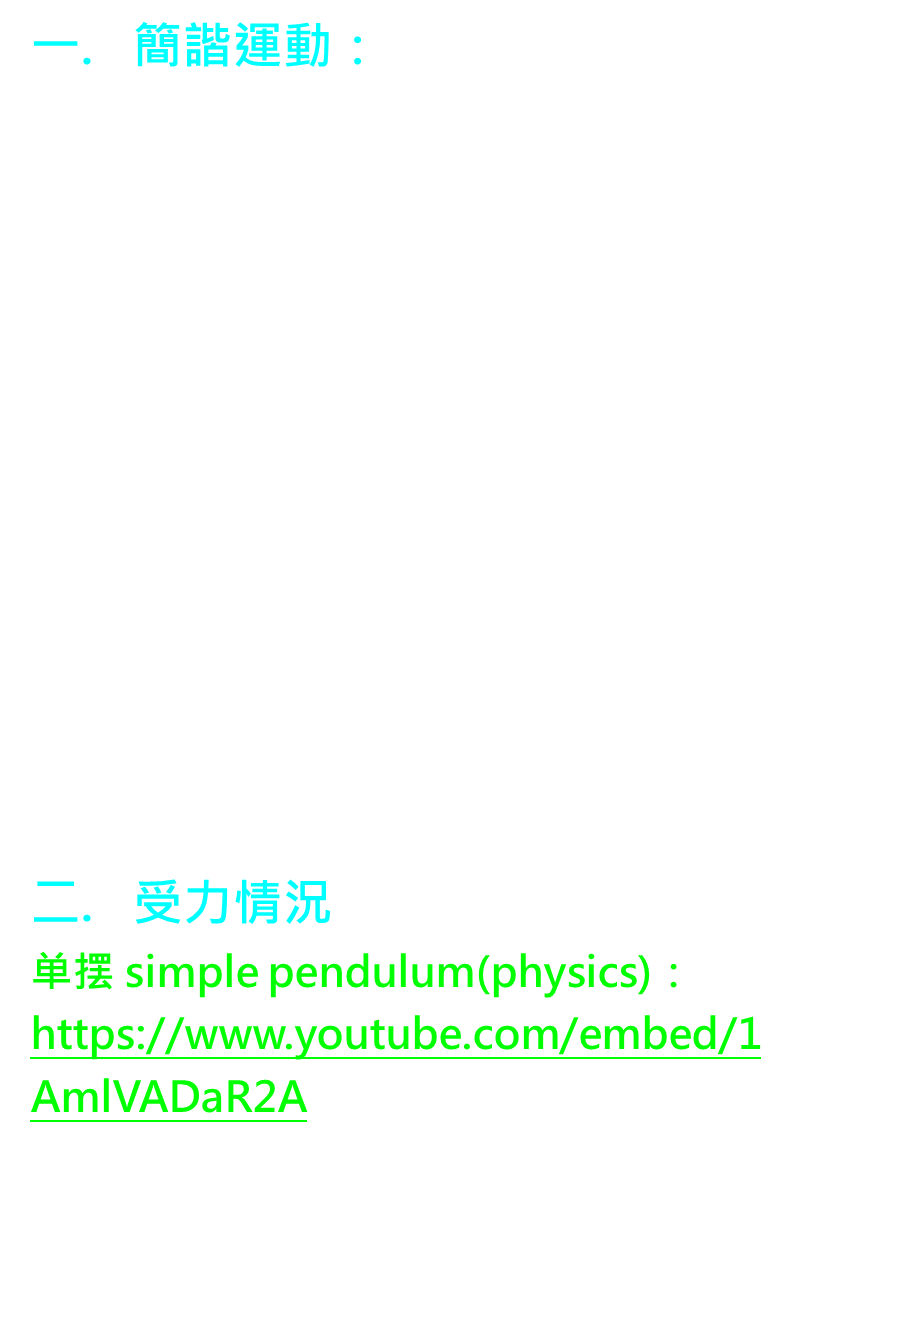 一. 簡諧運動：
二. 受力情況
单摆 simple pendulum(physics)：
https://www.youtube.com/embed/1
AmlVADaR2A